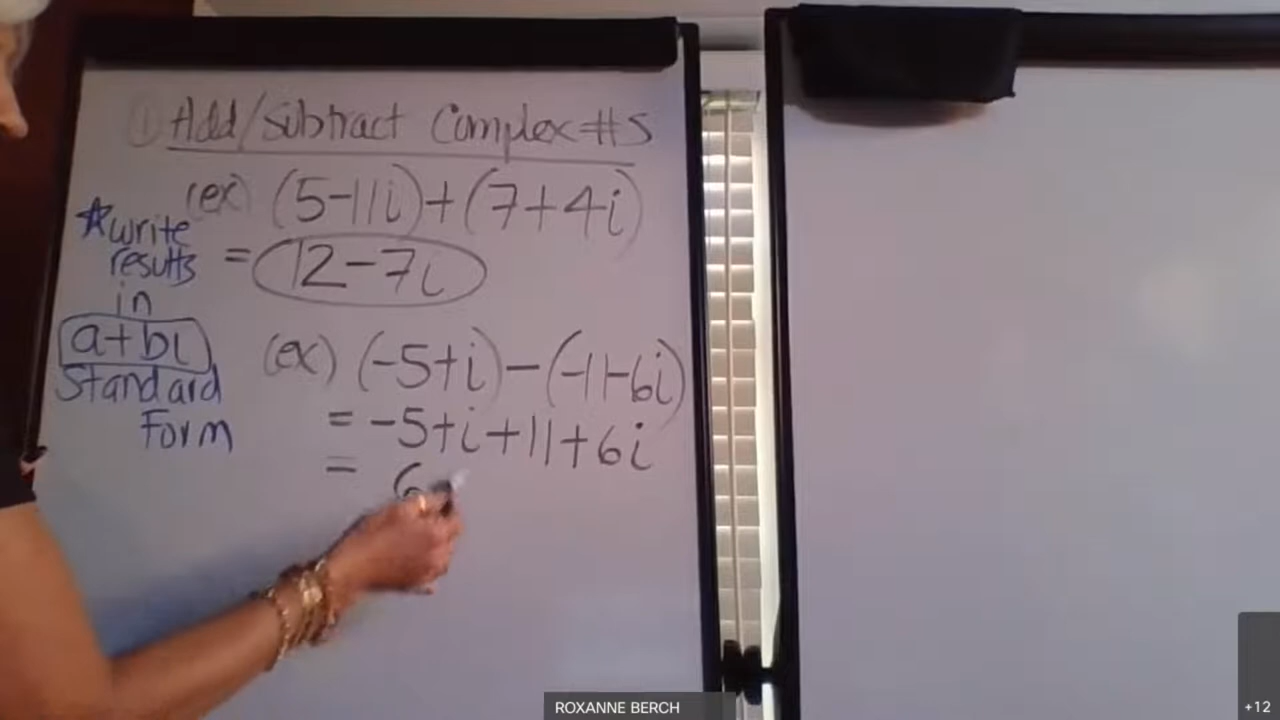 ① Add/Subtract Complex #s
(ex) (5-11i)+(7+4i)
= 12-7i
☆ write
results
in
a+bi
Standard
Form
(ex) (-5+i)-(-11-6i)
= -5+i+11+6i
= 6
ROXANNE BERCH
+12